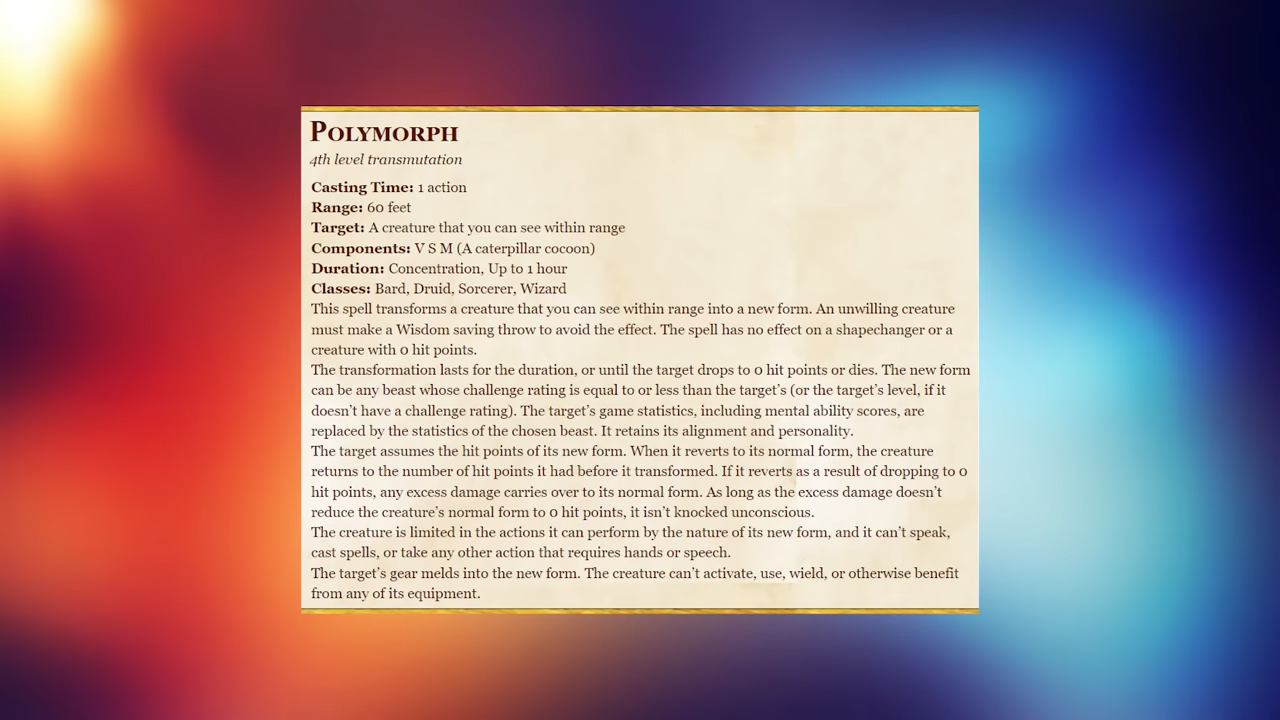 Polymorph
4th level transmutation
Casting Time: 1 action
Range: 60 feet
Target: A creature that you can see within range
Components: V S M (A caterpillar cocoon)
Duration: Concentration, Up to 1 hour
Classes: Bard, Druid, Sorcerer, Wizard
This spell transforms a creature that you can see within range into a new form. An unwilling creature
must make a Wisdom saving throw to avoid the effect. The spell has no effect on a shapechanger or a
creature with 0 hit points.
The transformation lasts for the duration, or until the target drops to 0 hit points or dies. The new form
can be any beast whose challenge rating is equal to or less than the target's (or the target's level, if it
doesn't have a challenge rating). The target's game statistics, including mental ability scores, are
replaced by the statistics of the chosen beast. It retains its alignment and personality.
The target assumes the hit points of its new form. When it reverts to its normal form, the creature
returns to the number of hit points it had before it transformed. If it reverts as a result of dropping to 0
hit points, any excess damage carries over to its normal form. As long as the excess damage doesn't
reduce the creature's normal form to 0 hit points, it isn't knocked unconscious.
The creature is limited in the actions it can perform by the nature of its new form, and it can't speak,
cast spells, or take any other action that requires hands or speech.
The target's gear melds into the new form. The creature can't activate, use, wield, or otherwise benefit
from any of its equipment.